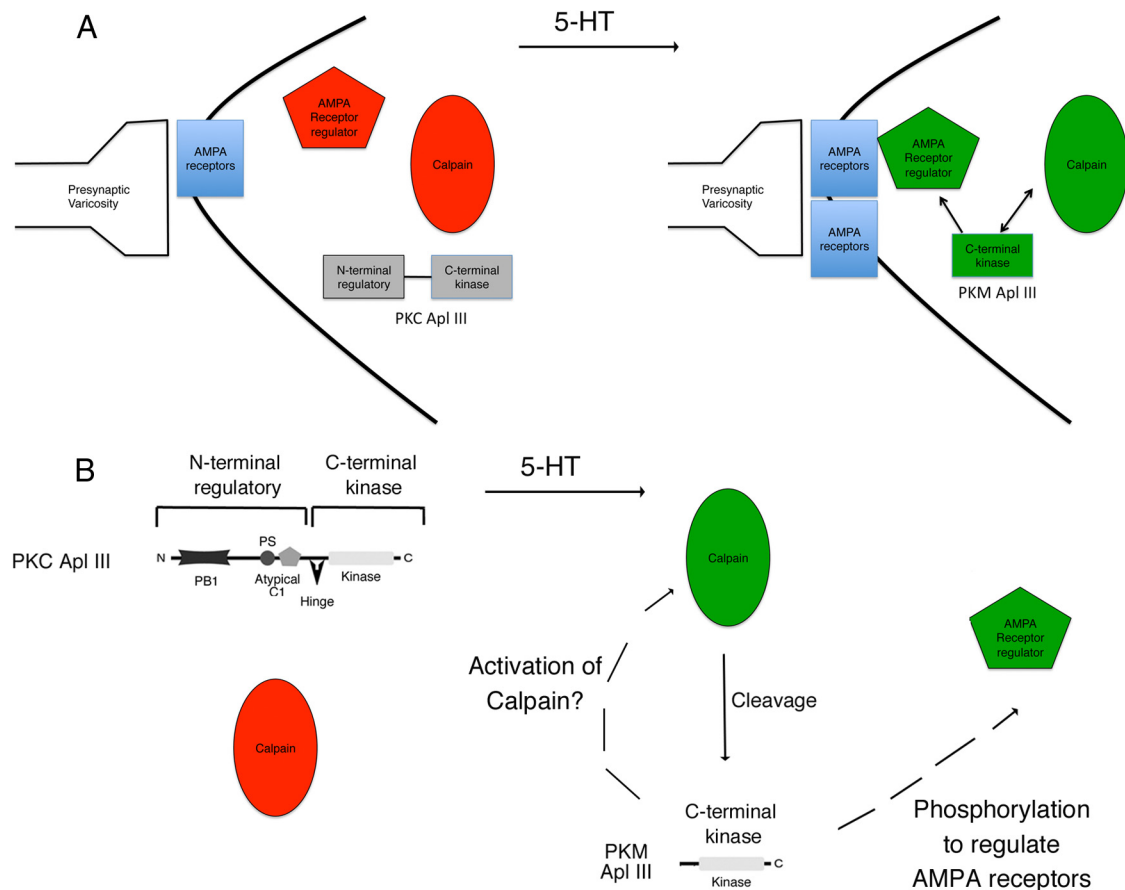 A
5-HT
AMPA
Receptor
regulator
AMPA
receptors
Calpain
Presynaptic
Varicosity
N-terminal
regulatory
C-terminal
kinase
PKC Apl III
AMPA
receptors
AMPA
Receptor
regulator
Calpain
Presynaptic
Varicosity
AMPA
receptors
C-terminal
kinase
PKM Apl III
B
N-terminal
regulatory
C-terminal
kinase
5-HT
PKC Apl III
N
PS
C
PB1
Atypical
C1
Kinase
Hinge
Calpain
Calpain
Activation of
Calpain?
Cleavage
AMPA
Receptor
regulator
C-terminal
kinase
PKM
Apl III
C
Kinase
Phosphorylation
to regulate
AMPA receptors